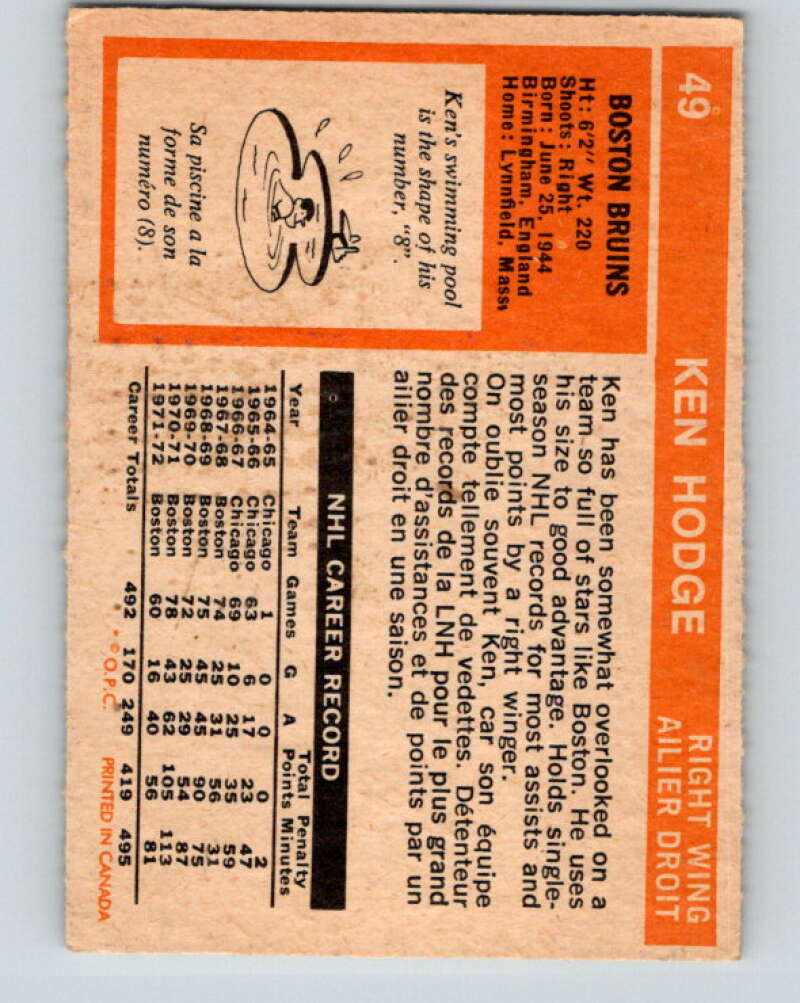 49 KEN HODGE RIGHT WING
AILIER DROIT
BOSTON BRUINS
Ht: 6'2" Wt. 220
Shoots: Right
Born: June 25, 1944
Birmingham, England
Home: Lynnfield, Mass.
Ken's swimming pool
is the shape of his
number, "8".
Sa piscine a la
forme de son
numéro (8).
Ken has been somewhat overlooked on a
team so full of stars like Boston. He uses
his size to good advantage. Holds single-
season NHL records for most assists and
most points by a right winger.
On oublie souvent Ken, car son équipe
compte tellement de vedettes. Détenteur
des records de la LNH pour le plus grand
nombre d'assistances et de points par un
ailier droit en une saison.
NHL CAREER RECORD
Year Team Games G A Total Points Penalty Minutes
1964-65 Chicago 1 0 0 0 2
1965-66 Chicago 63 6 17 23 47
1966-67 Chicago 69 10 25 35 59
1967-68 Boston 74 25 31 56 31
1968-69 Boston 75 45 45 90 75
1969-70 Boston 72 25 29 54 87
1970-71 Boston 78 43 62 105 113
1971-72 Boston 60 16 40 56 81
Career Totals 492 170 249 419 495
* © O.P.C. PRINTED IN CANADA